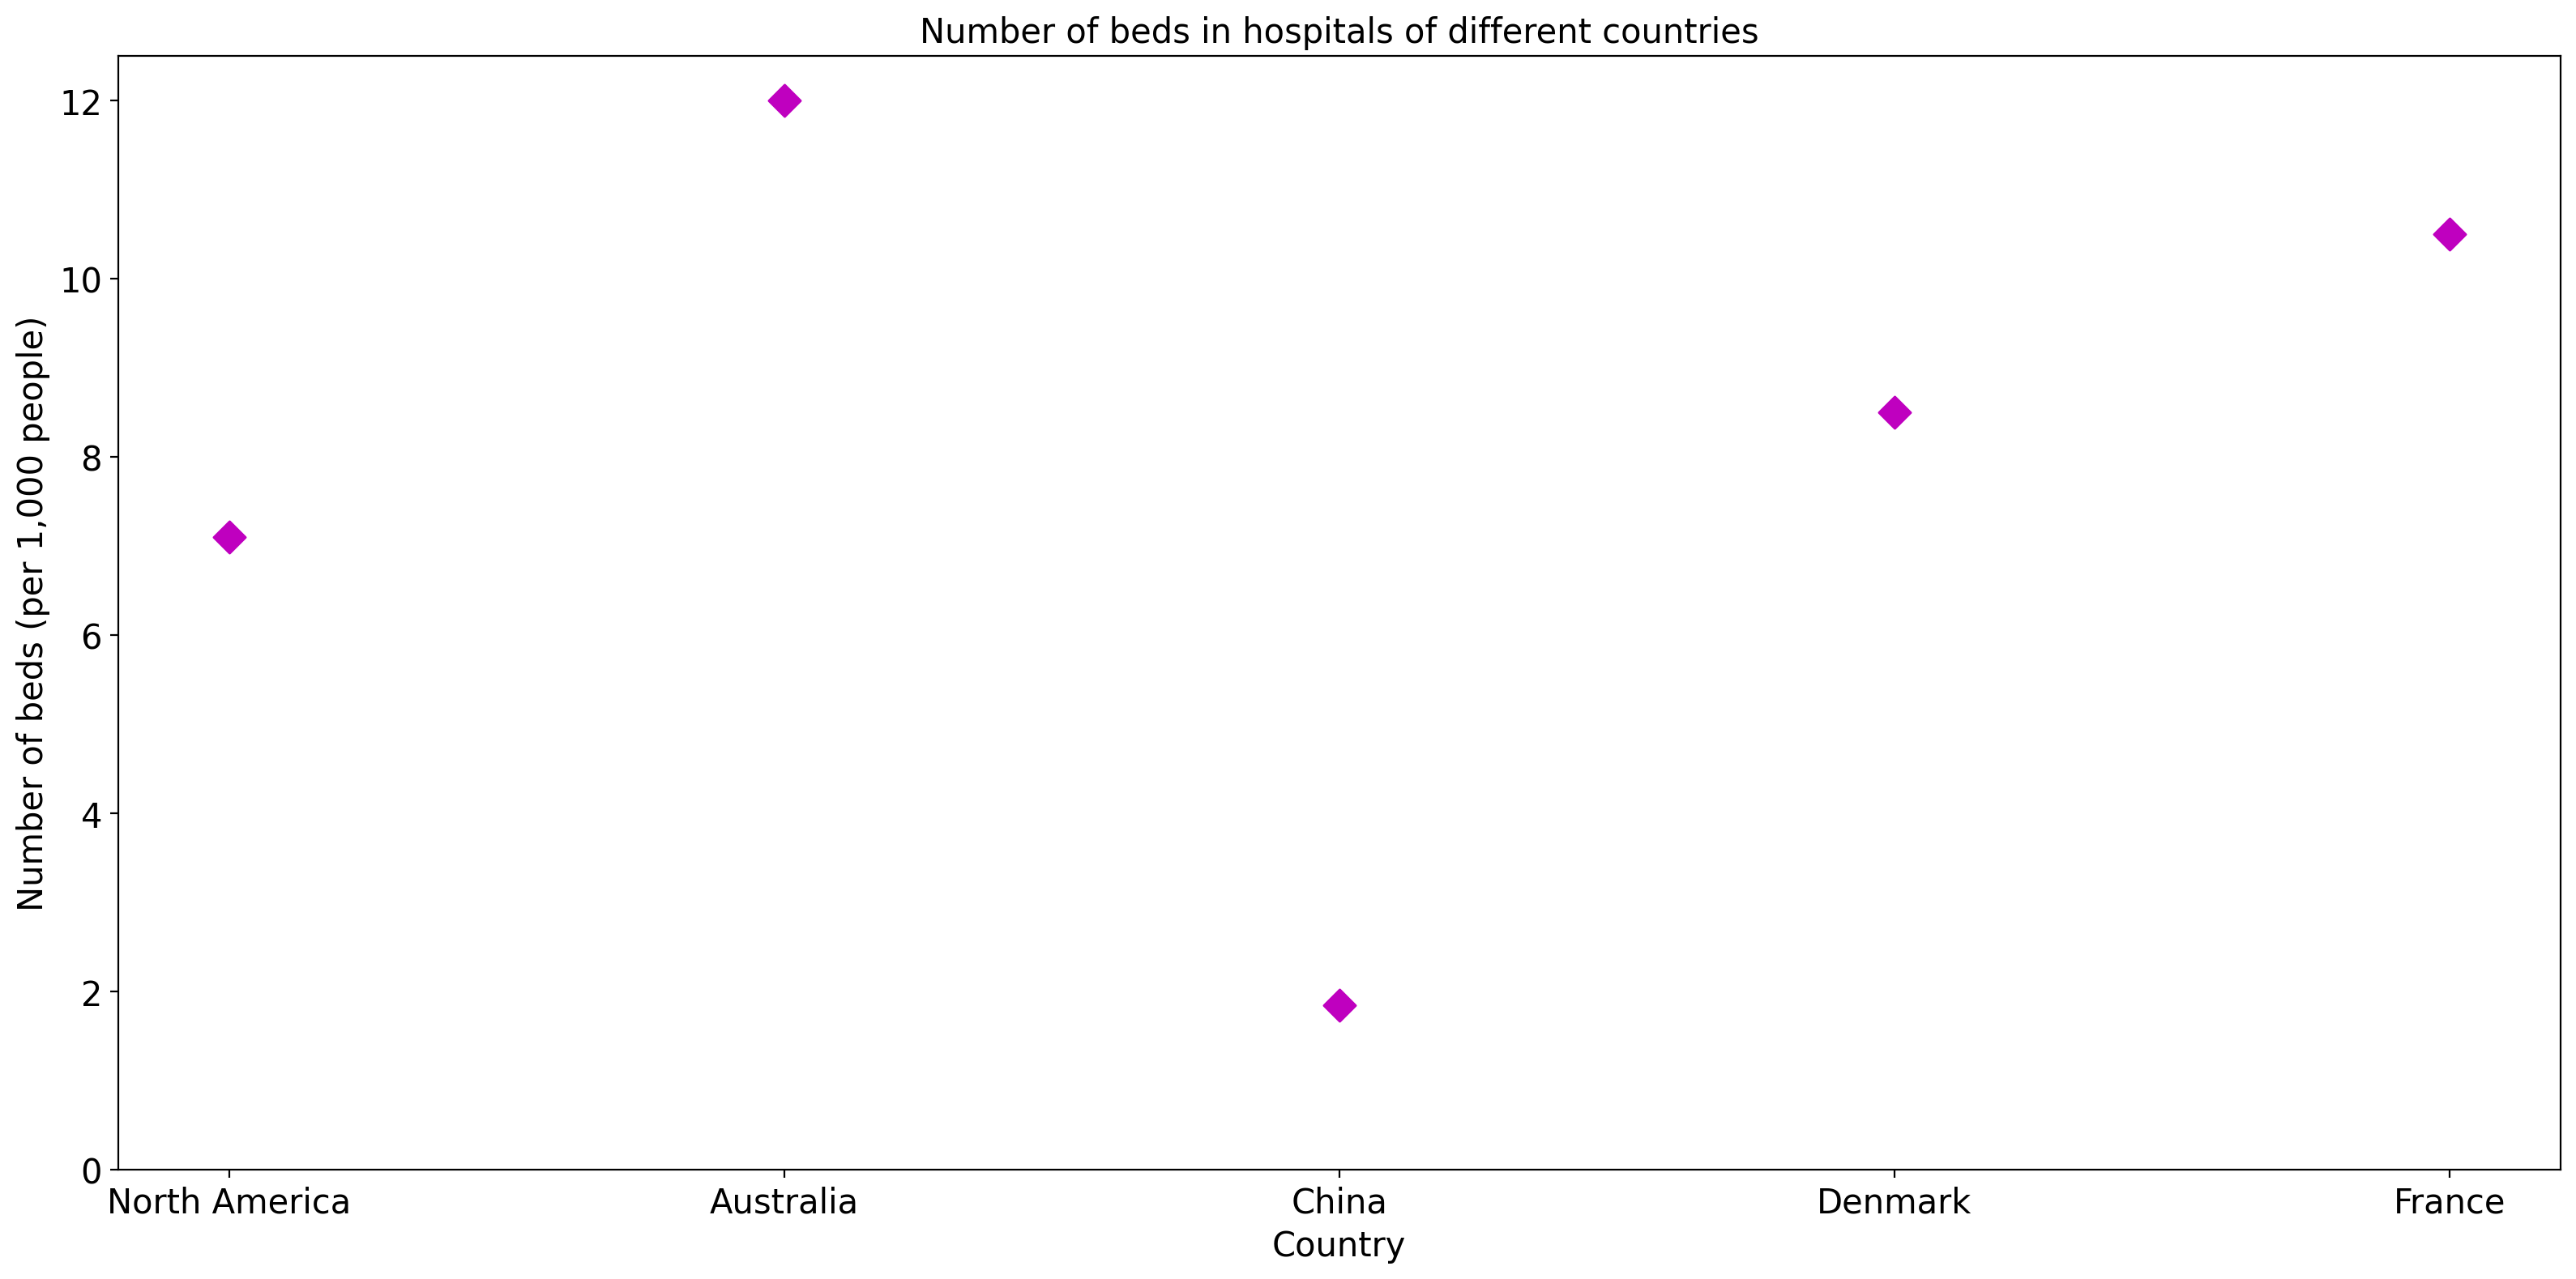 Number of beds in hospitals of different countries
12
10
8
6
4
2
0
Number of beds (per 1,000 people)
North America
Australia
China
Denmark
France
Country